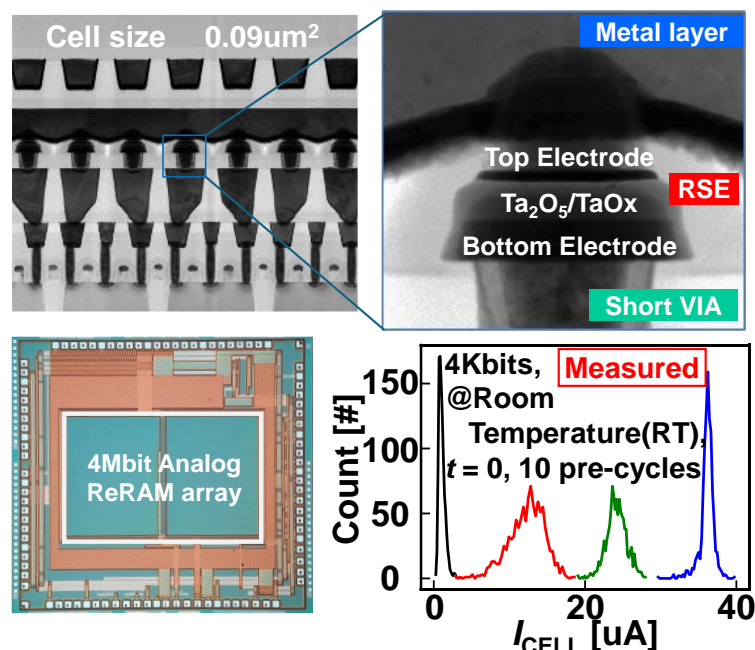 Cell size 0.09um²
Metal layer
Top Electrode
RSE
Ta₂O₅/TaOx
Bottom Electrode
Short VIA
4Mbit Analog
ReRAM array
Count [#]
150
100
50
0
4Kbits,
Measured
@Room
Temperature(RT),
t = 0, 10 pre-cycles
0 20 40
I_CELL [uA]